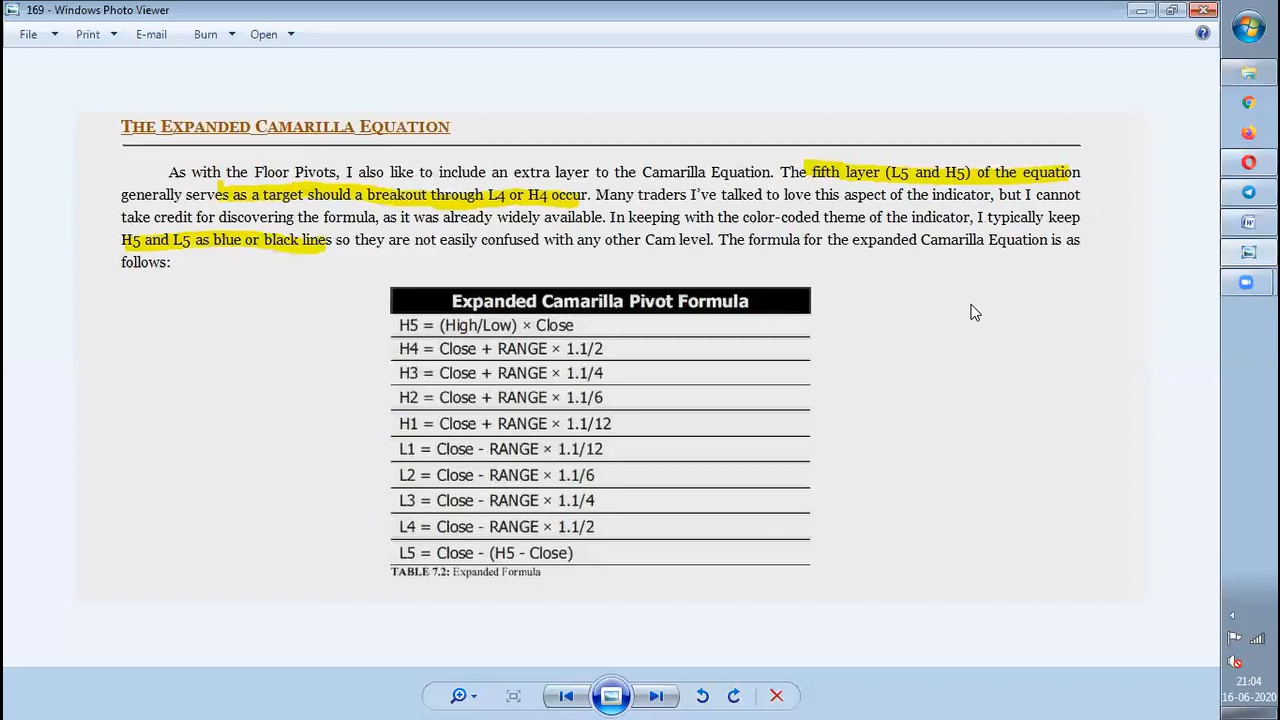 169 - Windows Photo Viewer
File Print E-mail Burn Open
THE EXPANDED CAMARILLA EQUATION
As with the Floor Pivots, I also like to include an extra layer to the Camarilla Equation. The fifth layer (L5 and H5) of the equation
generally serves as a target should a breakout through L4 or H4 occur. Many traders I've talked to love this aspect of the indicator, but I cannot
take credit for discovering the formula, as it was already widely available. In keeping with the color-coded theme of the indicator, I typically keep
H5 and L5 as blue or black lines so they are not easily confused with any other Cam level. The formula for the expanded Camarilla Equation is as
follows:
Expanded Camarilla Pivot Formula
H5 = (High/Low) × Close
H4 = Close + RANGE × 1.1/2
H3 = Close + RANGE × 1.1/4
H2 = Close + RANGE × 1.1/6
H1 = Close + RANGE × 1.1/12
L1 = Close - RANGE × 1.1/12
L2 = Close - RANGE × 1.1/6
L3 = Close - RANGE × 1.1/4
L4 = Close - RANGE × 1.1/2
L5 = Close - (H5 - Close)
TABLE 7.2: Expanded Formula
21:04
16-06-2020